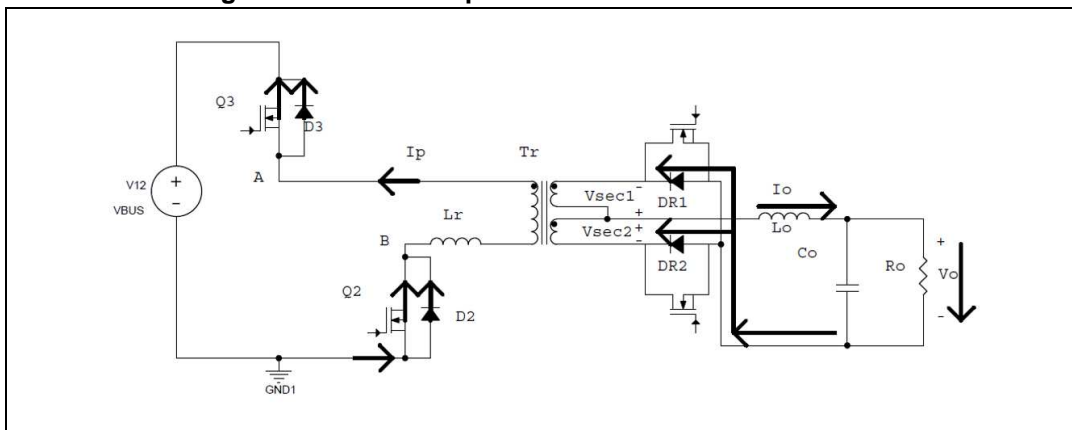 Q3
D3
Ip
Tr
A
V12
VBUS
+
-
Lr
B
Q2
D2
GND1
Vsec1
-
+
Vsec2
+
-
DR1
DR2
Io
Lo
Co
Ro
+
Vo
-